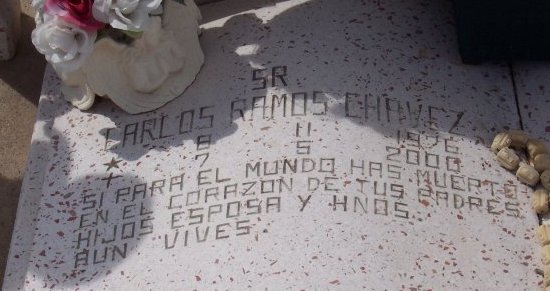 SR
CARLOS RAMOS CHAVEZ
* 8 11 1976
† 7 5 2000
SI PARA EL MUNDO HAS MUERTO
EN EL CORAZON DE TUS PADRES
HIJOS ESPOSA Y HNOS.
AUN VIVES.